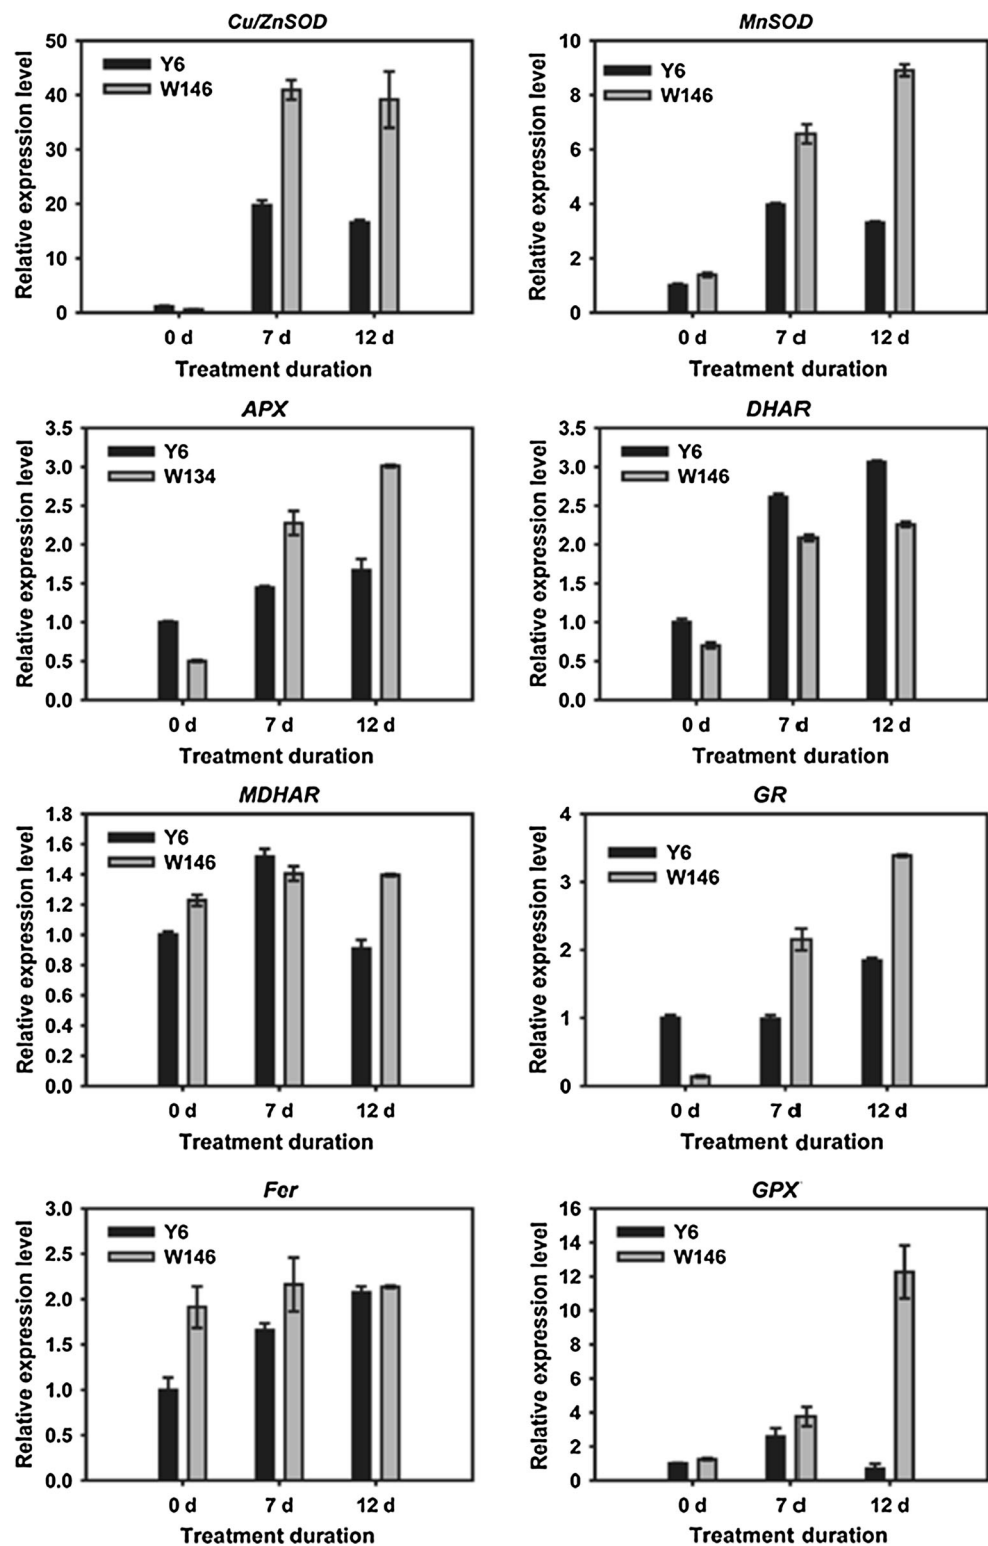 Cu/ZnSOD
50
40
30
20
10
0
Relative expression level
Y6
W146
0 d 7 d 12 d
Treatment duration
MnSOD
10
8
6
4
2
0
Relative expression level
Y6
W146
0 d 7 d 12 d
Treatment duration
APX
3.5
3.0
2.5
2.0
1.5
1.0
0.5
0.0
Relative expression level
Y6
W134
0 d 7 d 12 d
Treatment duration
DHAR
3.5
3.0
2.5
2.0
1.5
1.0
0.5
0.0
Relative expression level
Y6
W146
0 d 7 d 12 d
Treatment duration
MDHAR
1.8
1.6
1.4
1.2
1.0
0.8
0.6
0.4
0.2
0.0
Relative expression level
Y6
W146
0 d 7 d 12 d
Treatment duration
GR
4
3
2
1
0
Relative expression level
Y6
W146
0 d 7 d 12 d
Treatment duration
Fer
3.0
2.5
2.0
1.5
1.0
0.5
0.0
Relative expression level
Y6
W146
0 d 7 d 12 d
Treatment duration
GPX
16
14
12
10
8
6
4
2
0
Relative expression level
Y6
W146
0 d 7 d 12 d
Treatment duration